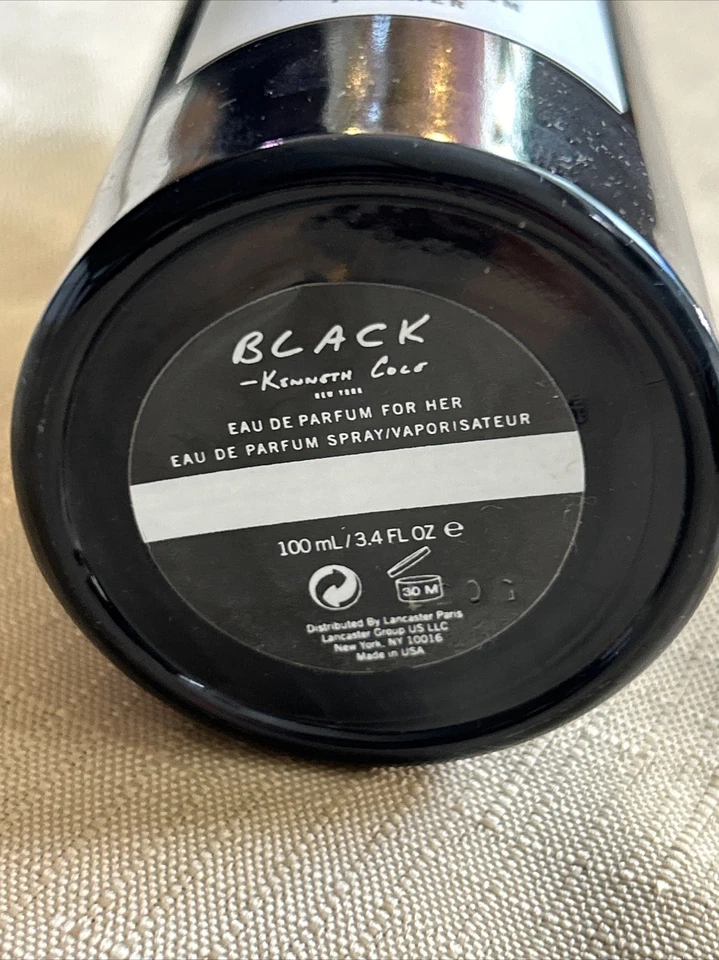 BLACK
-KENNETH COLE
NEW YORK
EAU DE PARFUM FOR HER
EAU DE PARFUM SPRAY/VAPORISATEUR
100 mL/3.4 FL OZ ℮
30 M
Distributed By Lancaster Paris
Lancaster Group US LLC
New York, NY 10016
Made in USA